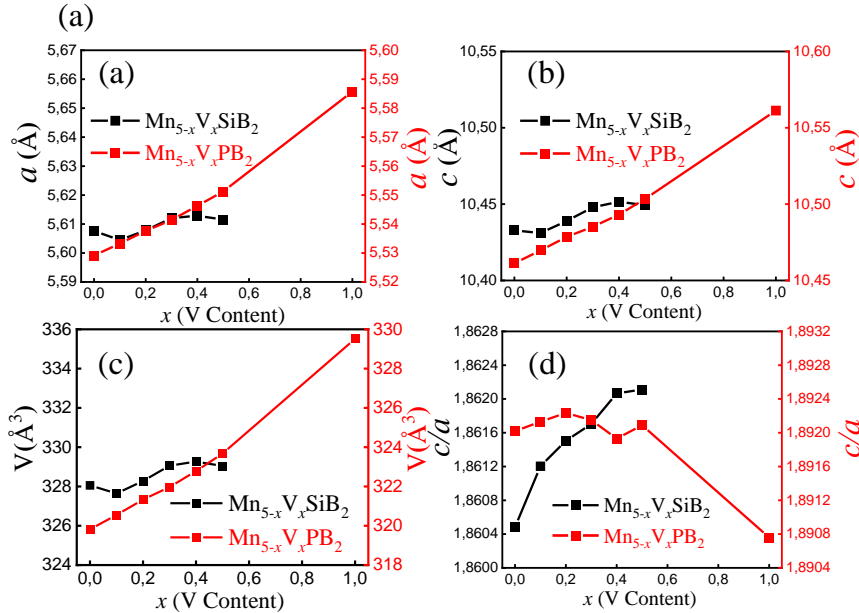 (a)
(a)
5,67
5,66
5,65
5,64
5,63
5,62
5,61
5,60
5,59
a (Å)
5,60
5,59
5,58
5,57
5,56
5,55
5,54
5,53
5,52
a (Å)
Mn5-xVxSiB2
Mn5-xVxPB2
0,0 0,2 0,4 0,6 0,8 1,0
x (V Content)
(b)
10,55
10,50
10,45
10,40
c (Å)
10,60
10,55
10,50
10,45
c (Å)
Mn5-xVxSiB2
Mn5-xVxPB2
0,0 0,2 0,4 0,6 0,8 1,0
x (V Content)
(c)
336
334
332
330
328
326
324
V(Å3)
330
328
326
324
322
320
318
V(Å3)
Mn5-xVxSiB2
Mn5-xVxPB2
0,0 0,2 0,4 0,6 0,8 1,0
x (V Content)
(d)
1,8628
1,8624
1,8620
1,8616
1,8612
1,8608
1,8604
1,8600
c/a
1,8932
1,8928
1,8924
1,8920
1,8916
1,8912
1,8908
1,8904
c/a
Mn5-xVxSiB2
Mn5-xVxPB2
0,0 0,2 0,4 0,6 0,8 1,0
x (V Content)